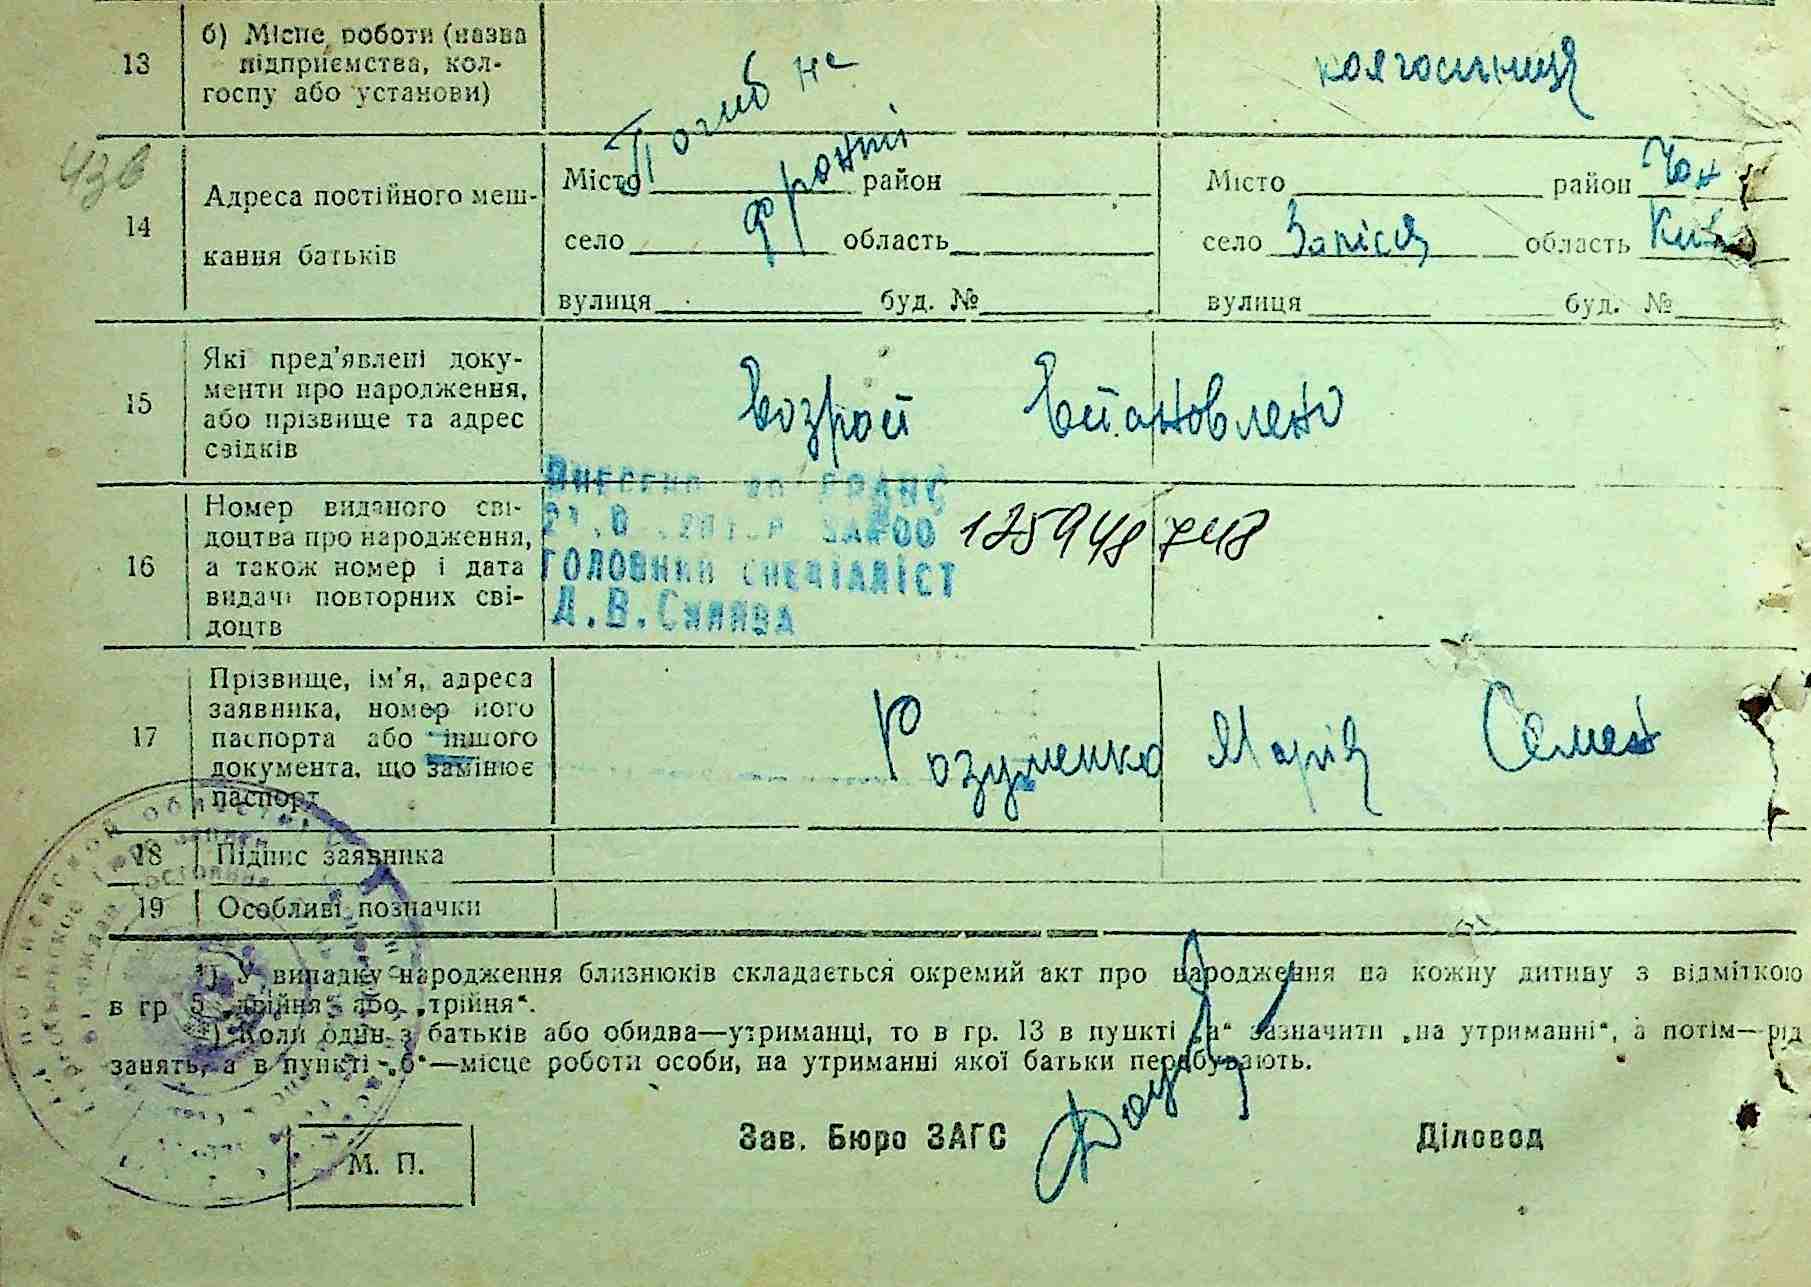 13
б) Місце роботи (назва
підприємства, кол-
госпу або установи)
Погиб на
фронті
колгоспниця
43в
14
Адреса постійного меш-
кання батьків
Місто район
село область
вулиця буд. №
Місто район Чон
село Запісся область Киї
вулиця буд. №
15
Які пред'явлені доку-
менти про народження,
або прізвище та адрес
свідків
Возраст встановлено
16
Номер виданого сві-
доцтва про народження,
а також номер і дата
видачі повторних сві-
доцтв
ВНЕСЕНО ДО ДРАЦС
ГОЛОВНИЙ СПЕЦІАЛІСТ
Д.В.
17
Прізвище, ім'я, адреса
заявника, номер його
паспорта або іншого
документа, що замінює
паспорт
Розуменко Марія Семен
18
Підпис заявника
19
Особливі позначки
¹) У випадку народження близнюків складається окремий акт про народження на кожну дитину з відміткою
в гр 5 „двійня“ або „трійня“.
²) Коли один з батьків або обидва—утриманці, то в гр. 13 в пункті „а“ зазначити „на утриманні“, а потім—рід
занять, а в пункті „б“—місце роботи особи, на утриманні якої батьки перебувають.
Зав. Бюро ЗАГС
Діловод
М. П.